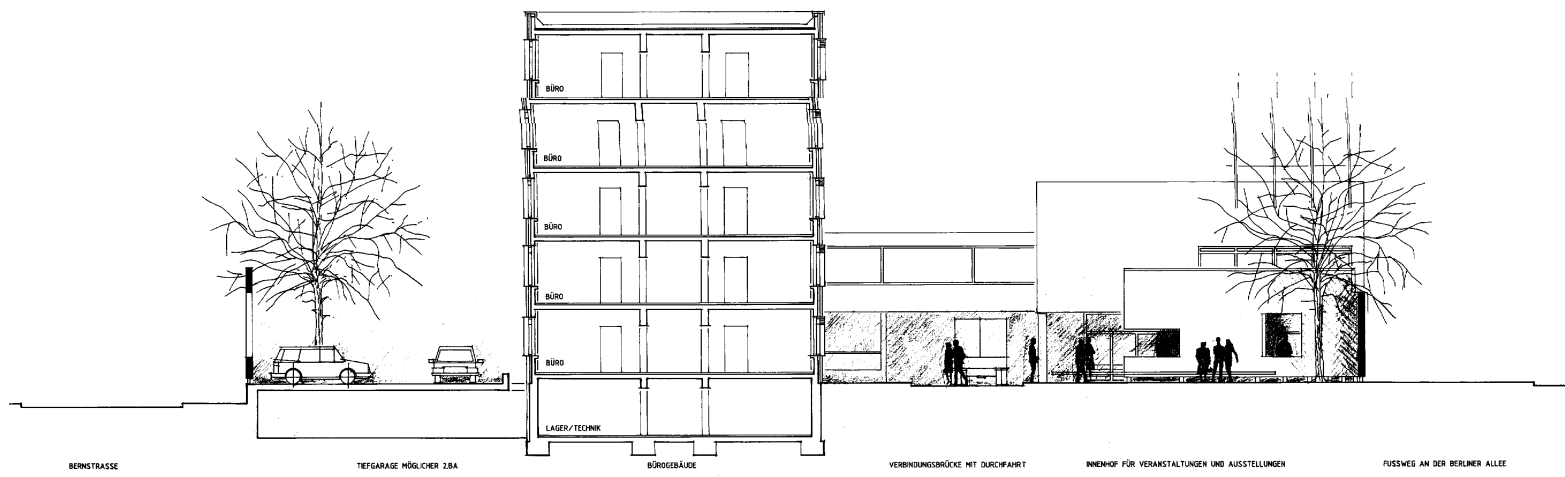 BÜRO
BÜRO
BÜRO
BÜRO
BÜRO
LAGER/TECHNIK
BERNSTRASSE
TIEFGARAGE MÖGLICHER 2.BA
BÜROGEBÄUDE
VERBINDUNGSBRÜCKE MIT DURCHFAHRT
INNENHOF FÜR VERANSTALTUNGEN UND AUSSTELLUNGEN
FUSSWEG AN DER BERLINER ALLEE